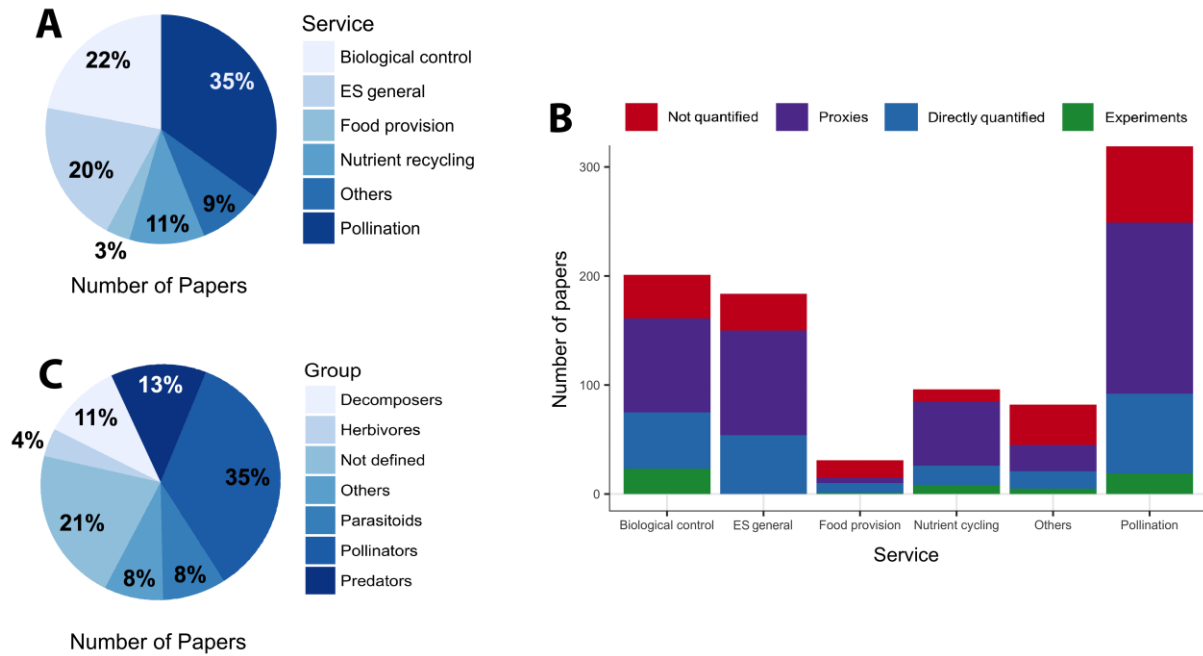 A
Service
Biological control
ES general
Food provision
Nutrient recycling
Others
Pollination
22%
35%
20%
9%
11%
3%
Number of Papers
B
Not quantified
Proxies
Directly quantified
Experiments
Number of papers
300
200
100
0
Biological control
ES general
Food provision
Nutrient cycling
Others
Pollination
Service
C
Group
Decomposers
Herbivores
Not defined
Others
Parasitoids
Pollinators
Predators
13%
11%
4%
35%
21%
8%
8%
Number of Papers